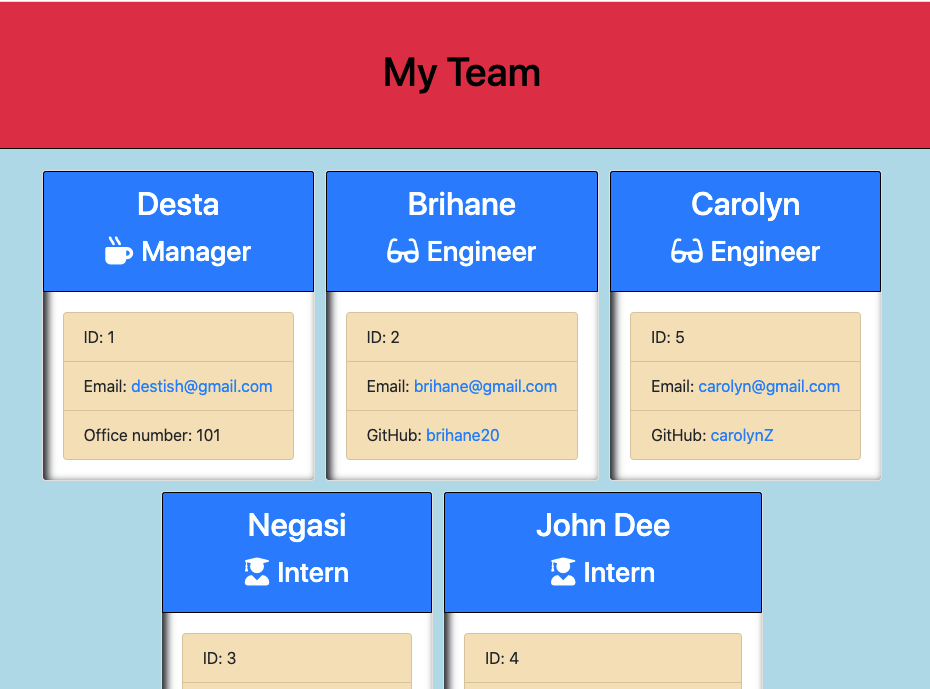 My Team
Desta
Manager
ID: 1
Email: destish@gmail.com
Office number: 101
Brihane
Engineer
ID: 2
Email: brihane@gmail.com
GitHub: brihane20
Carolyn
Engineer
ID: 5
Email: carolyn@gmail.com
GitHub: carolynZ
Negasi
Intern
ID: 3
John Dee
Intern
ID: 4